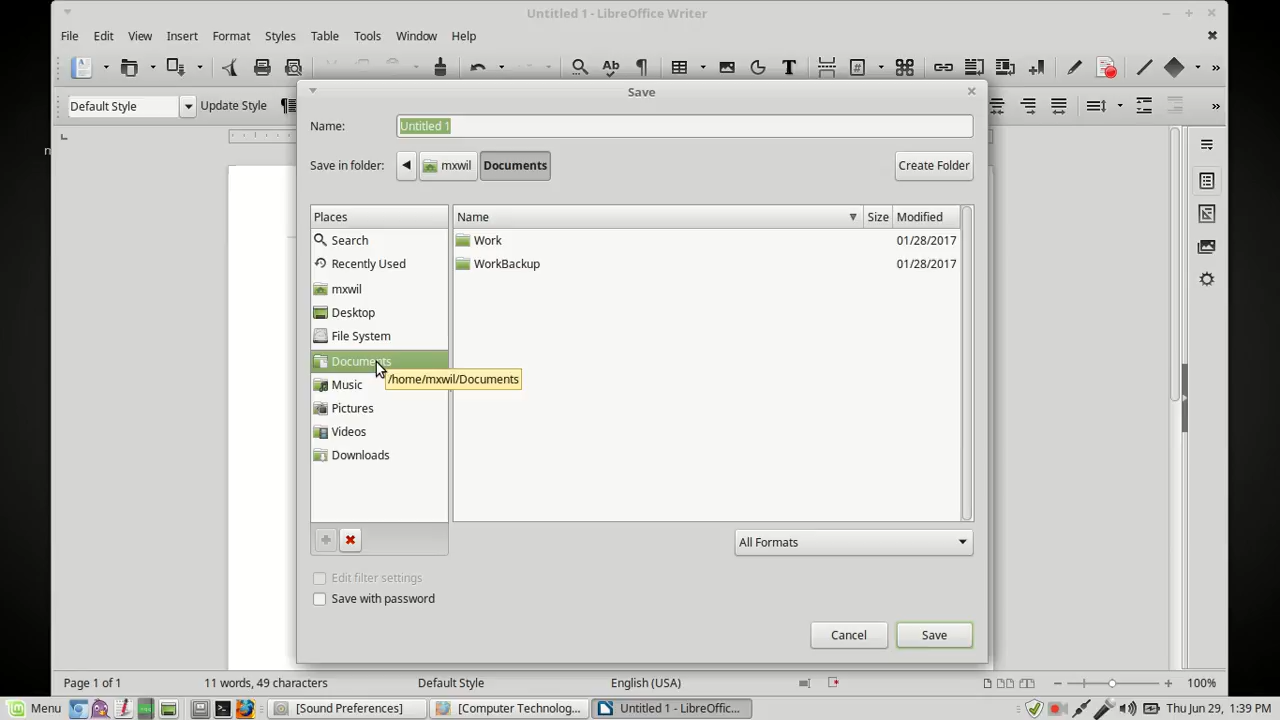 Untitled 1 - LibreOffice Writer
File Edit View Insert Format Styles Table Tools Window Help
Save
Default Style Update Style
Name: Untitled 1
Save in folder: mxwil Documents Create Folder
Places Name Size Modified
Search Work 01/28/2017
Recently Used WorkBackup 01/28/2017
mxwil
Desktop
File System
Documents
/home/mxwil/Documents
Music
Pictures
Videos
Downloads
All Formats
Edit filter settings
Save with password
Cancel Save
Page 1 of 1 11 words, 49 characters Default Style English (USA) 100%
Menu [Sound Preferences] [Computer Technolog... Untitled 1 - LibreOffic... Thu Jun 29, 1:39 PM